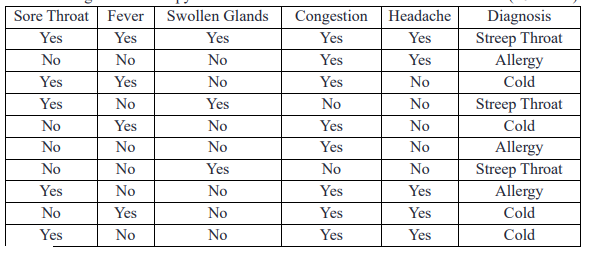 Sore Throat Fever Swollen Glands Congestion Headache Diagnosis
Yes Yes Yes Yes Yes Streep Throat
No No No Yes Yes Allergy
Yes Yes No Yes No Cold
Yes No Yes No No Streep Throat
No Yes No Yes No Cold
No No No Yes No Allergy
No No Yes No No Streep Throat
Yes No No Yes Yes Allergy
No Yes No Yes Yes Cold
Yes No No Yes Yes Cold